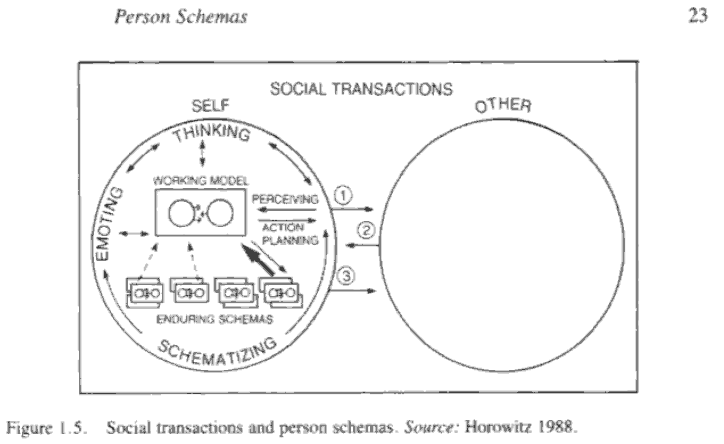 Person Schemas 23
SOCIAL TRANSACTIONS
SELF
OTHER
THINKING
WORKING MODEL
PERCEIVING
ACTION
PLANNING
EMOTING
1
2
3
ENDURING SCHEMAS
SCHEMATIZING
Figure 1.5. Social transactions and person schemas. Source: Horowitz 1988.